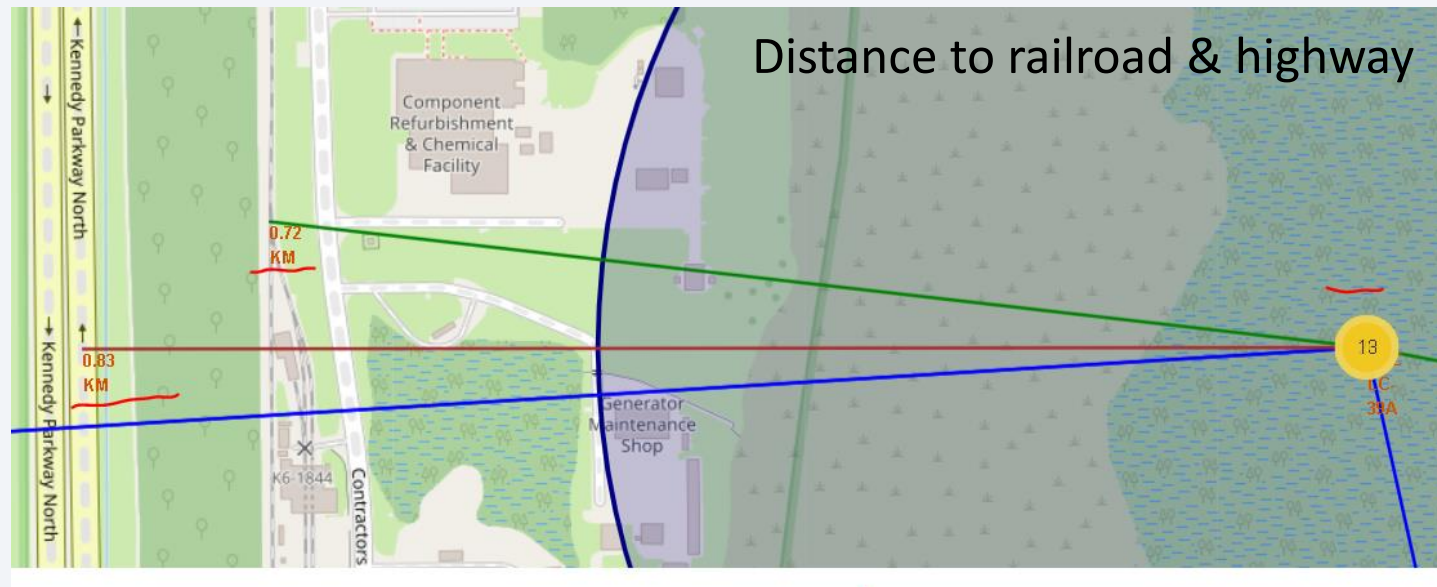 Distance to railroad & highway
Kennedy Parkway North
Component
Refurbishment
& Chemical
Facility
0.72
KM
0.83
KM
13
39A
Kennedy Parkway North
Generator
Maintenance
Shop
K6-1844
Contractors